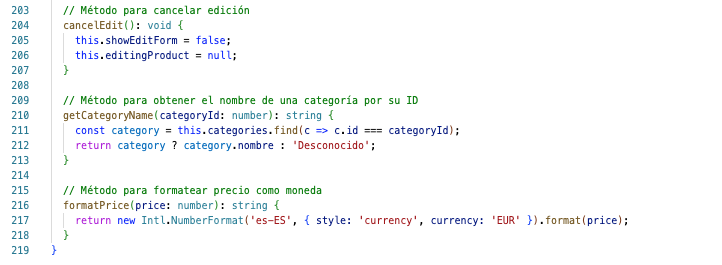 203 // Método para cancelar edición
204 cancelEdit(): void {
205 this.showEditForm = false;
206 this.editingProduct = null;
207 }
208
209 // Método para obtener el nombre de una categoría por su ID
210 getCategoryName(categoryId: number): string {
211 const category = this.categories.find(c => c.id === categoryId);
212 return category ? category.nombre : 'Desconocido';
213 }
214
215 // Método para formatear precio como moneda
216 formatPrice(price: number): string {
217 return new Intl.NumberFormat('es-ES', { style: 'currency', currency: 'EUR' }).format(price);
218 }
219 }